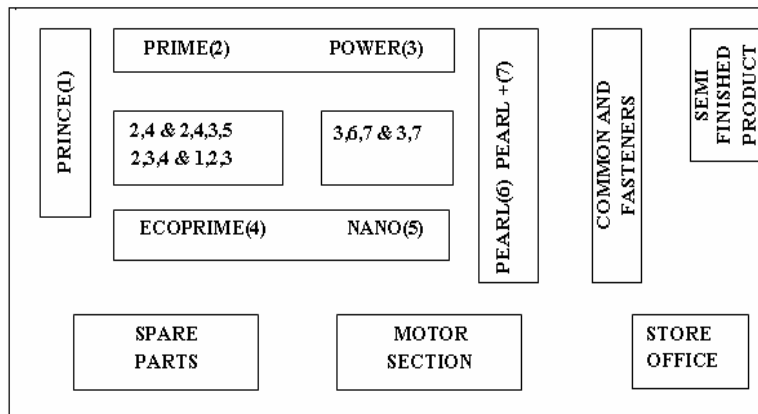 PRINCE(1)
PRIME(2) POWER(3)
2,4 & 2,4,3,5
2,3,4 & 1,2,3
3,6,7 & 3,7
ECOPRIME(4) NANO(5)
PEARL(6) PEARL +(7)
COMMON AND
FASTENERS
SEMI
FINISHED
PRODUCT
SPARE
PARTS
MOTOR
SECTION
STORE
OFFICE